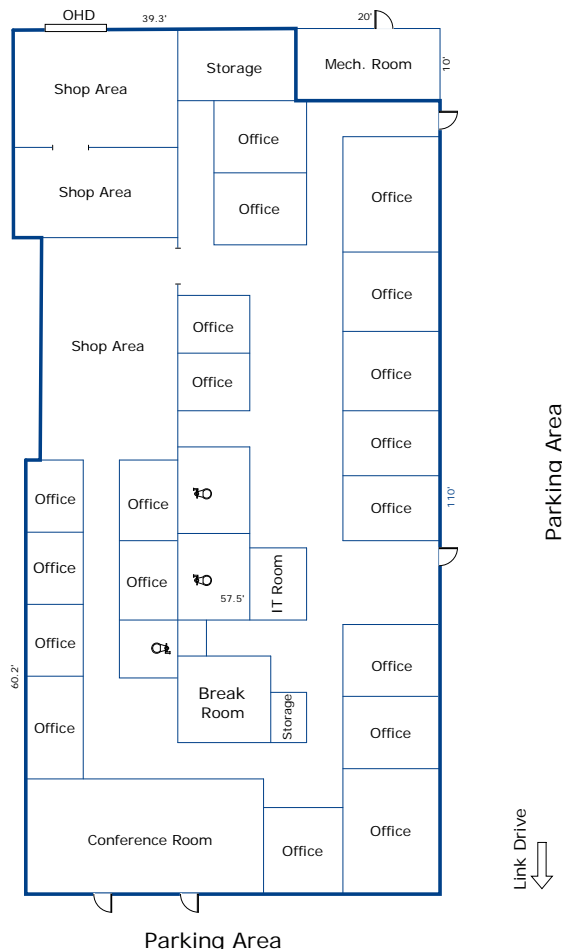 OHD
39.3'
20'
Shop Area
Storage
Mech. Room
10'
Office
Shop Area
Office
Office
Office
Office
Shop Area
Office
Office
Office
Parking Area
Office
Office
Office
110'
Office
Office
Office
IT Room
57.5'
Office
Office
60.2'
Break
Room
Office
Storage
Office
Conference Room
Office
Office
Link Drive
Parking Area